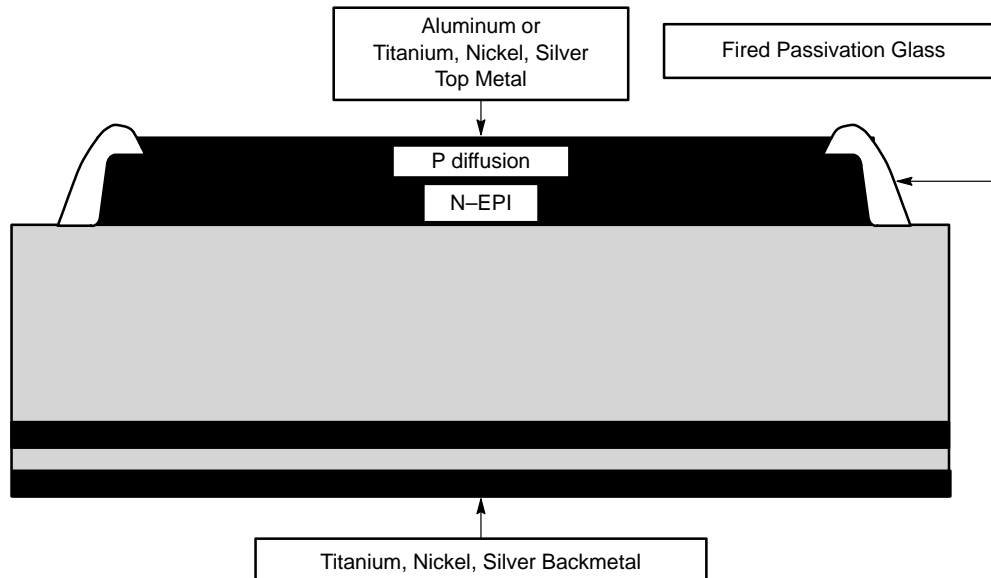 Aluminum or
Titanium, Nickel, Silver
Top Metal
Fired Passivation Glass
P diffusion
N–EPI
Titanium, Nickel, Silver Backmetal